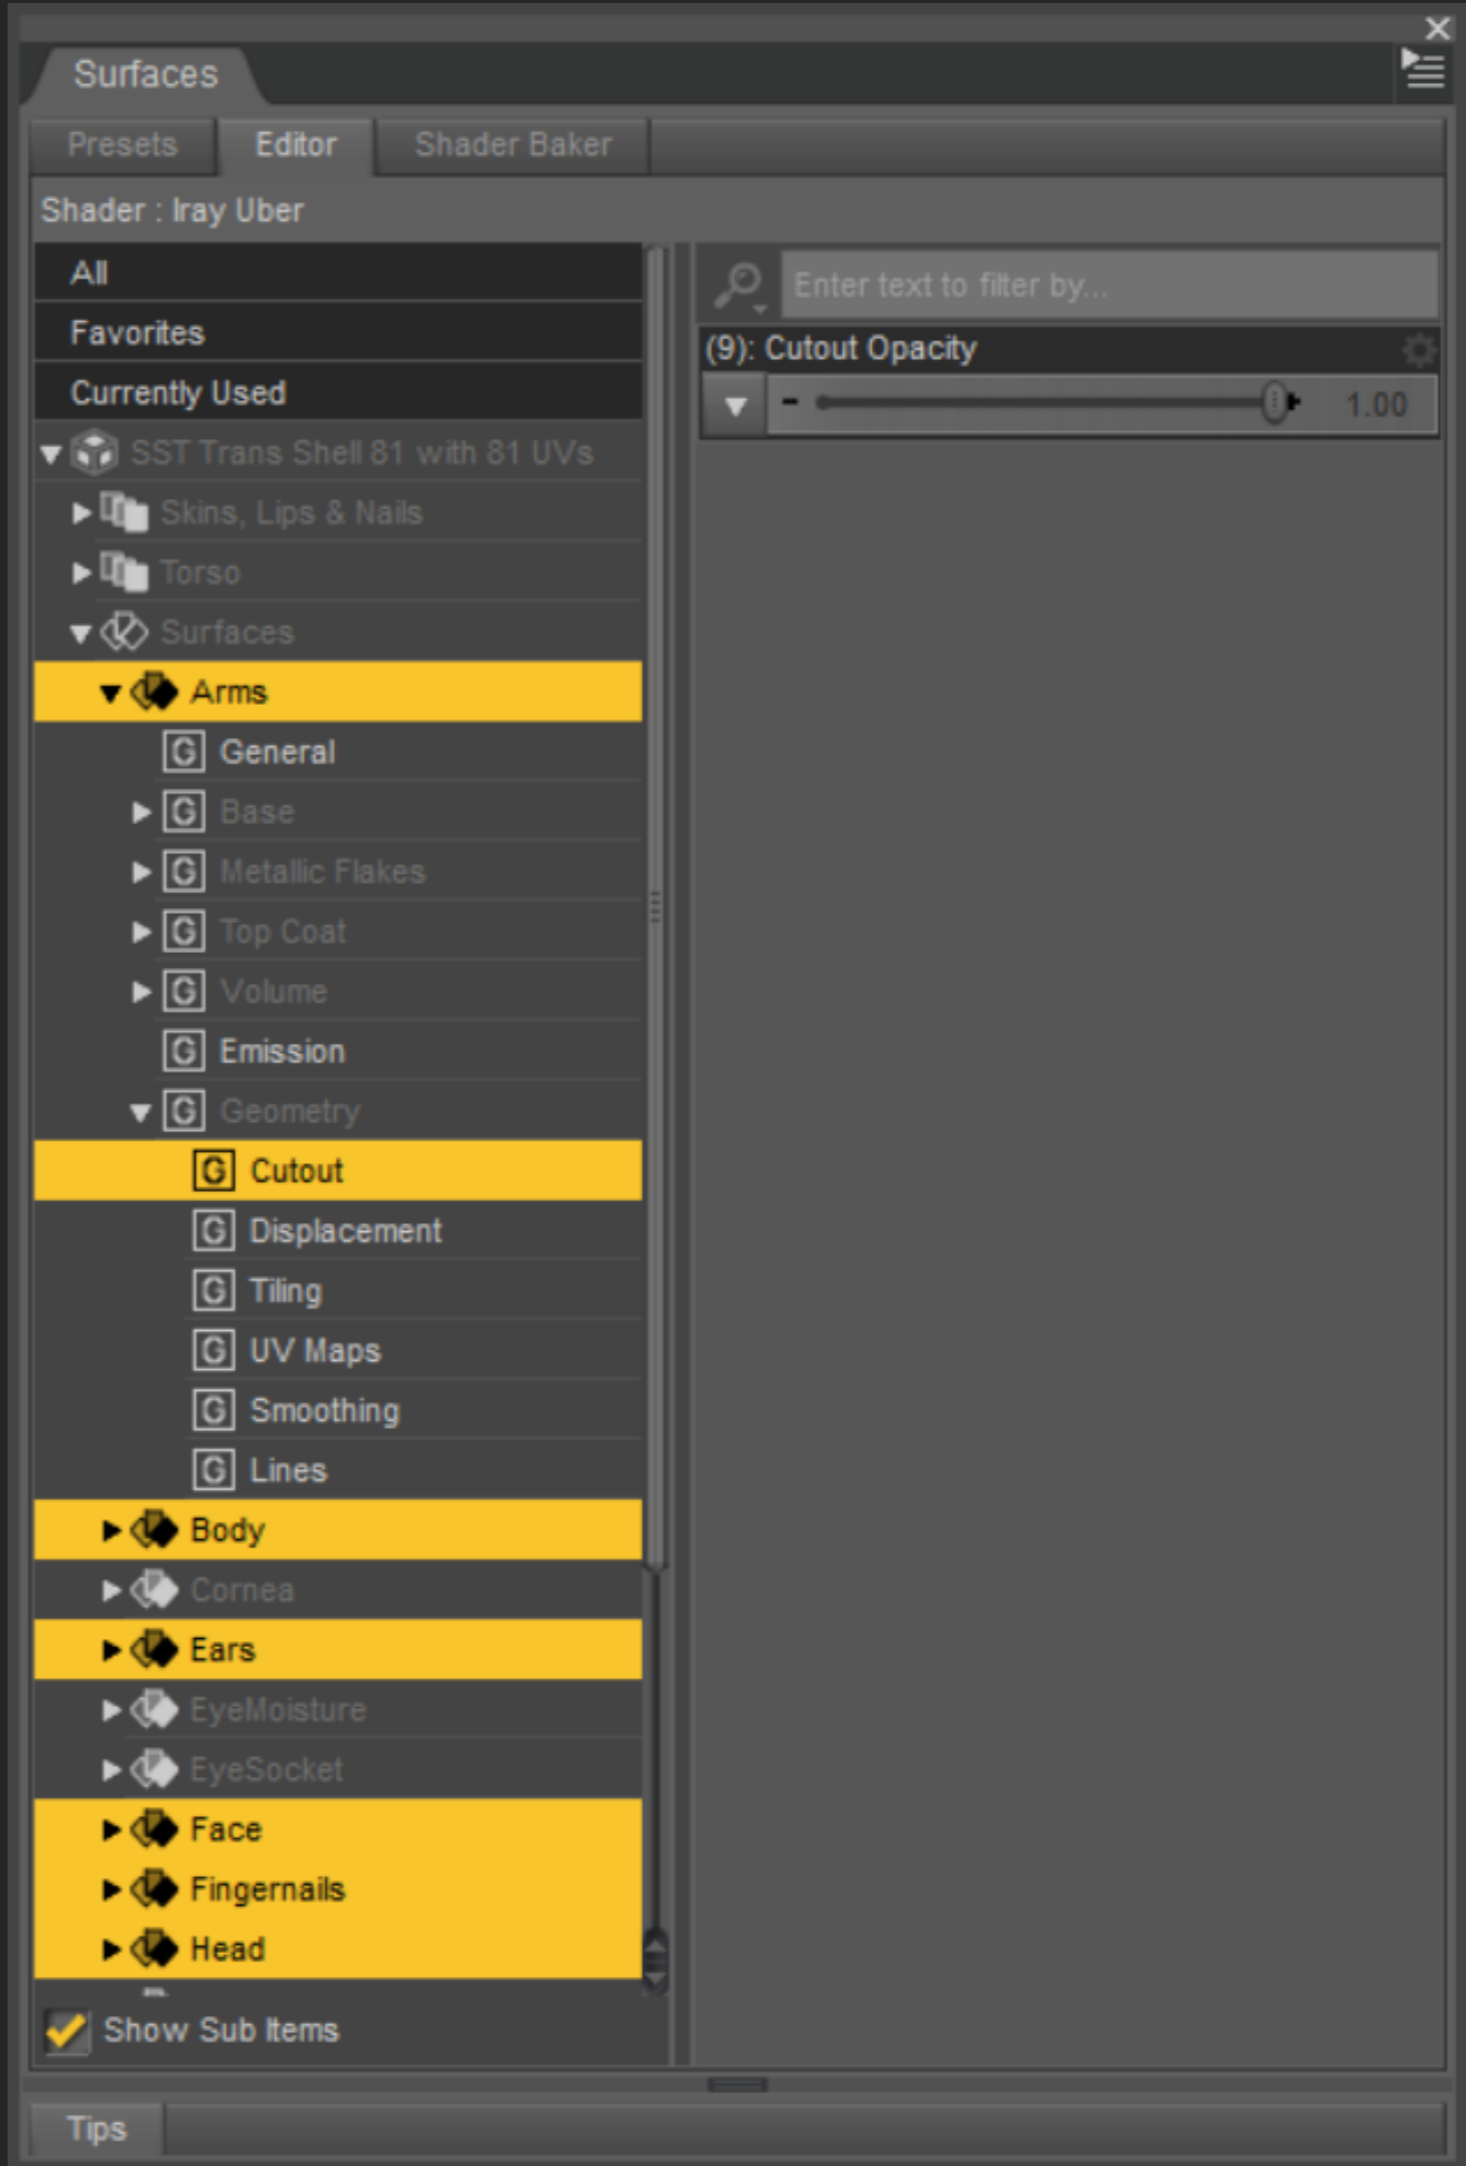 Surfaces
Presets
Editor
Shader Baker
Shader : Iray Uber
All
Favorites
Currently Used
SST Trans Shell 81 with 81 UVs
Skins, Lips & Nails
Torso
Surfaces
Arms
G General
G Base
G Metallic Flakes
G Top Coat
G Volume
G Emission
G Geometry
G Cutout
G Displacement
G Tiling
G UV Maps
G Smoothing
G Lines
Body
Cornea
Ears
EyeMoisture
EyeSocket
Face
Fingernails
Head
Show Sub Items
Enter text to filter by...
(9): Cutout Opacity
1.00
Tips